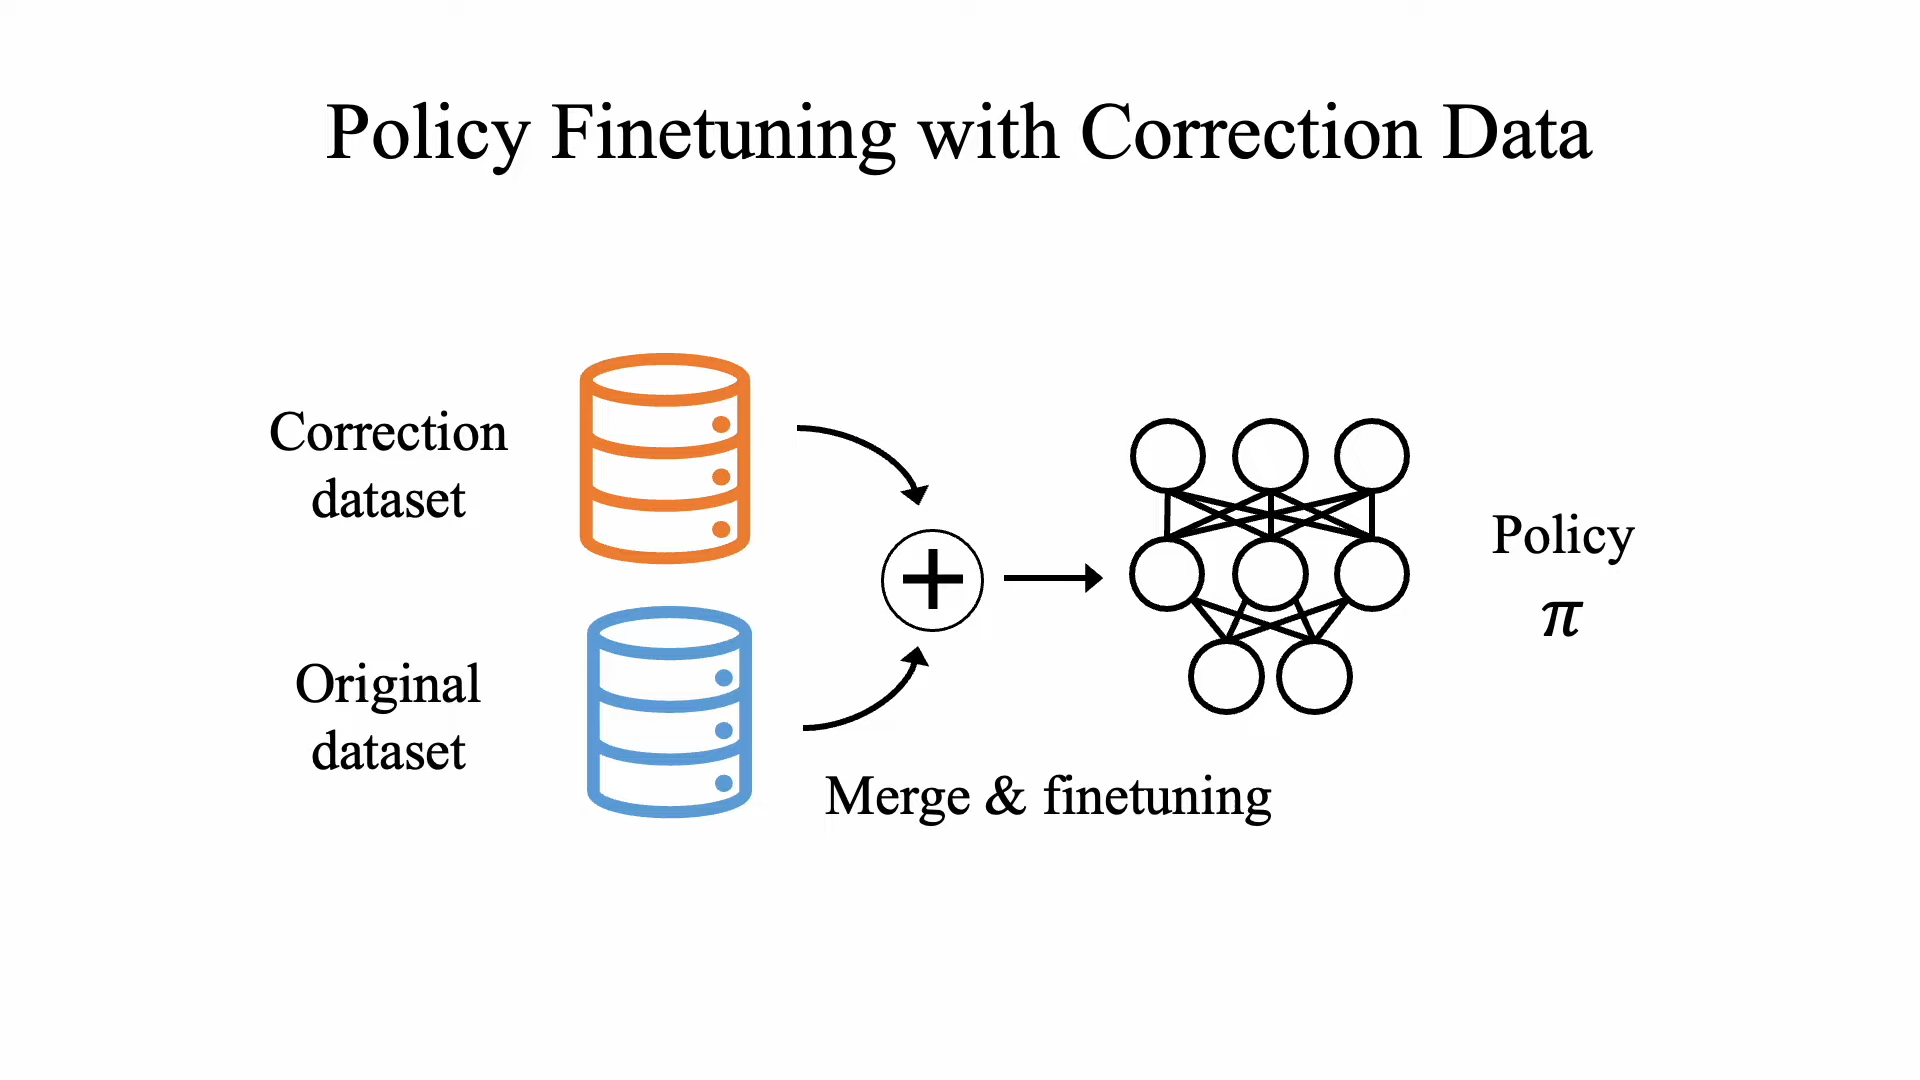 Policy Finetuning with Correction Data
Correction
dataset
Original
dataset
+
Merge & finetuning
Policy
π